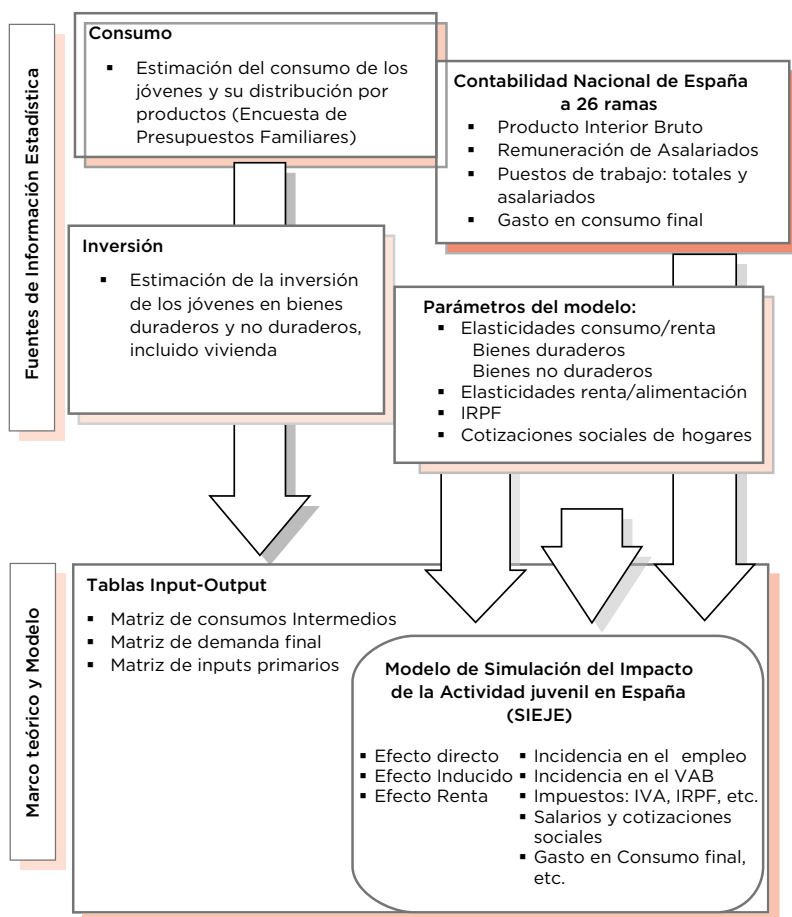 Fuentes de Información Estadística
Consumo
▪ Estimación del consumo de los
jóvenes y su distribución por
productos (Encuesta de
Presupuestos Familiares)
Contabilidad Nacional de España
a 26 ramas
▪ Producto Interior Bruto
▪ Remuneración de Asalariados
▪ Puestos de trabajo: totales y
asalariados
▪ Gasto en consumo final
Inversión
▪ Estimación de la inversión
de los jóvenes en bienes
duraderos y no duraderos,
incluido vivienda
Parámetros del modelo:
▪ Elasticidades consumo/renta
Bienes duraderos
Bienes no duraderos
▪ Elasticidades renta/alimentación
▪ IRPF
▪ Cotizaciones sociales de hogares
Marco teórico y Modelo
Tablas Input-Output
▪ Matriz de consumos Intermedios
▪ Matriz de demanda final
▪ Matriz de inputs primarios
Modelo de Simulación del Impacto
de la Actividad juvenil en España
(SIEJE)
▪ Efecto directo
▪ Efecto Inducido
▪ Efecto Renta
▪ Incidencia en el empleo
▪ Incidencia en el VAB
▪ Impuestos: IVA, IRPF, etc.
▪ Salarios y cotizaciones
sociales
▪ Gasto en Consumo final,
etc.